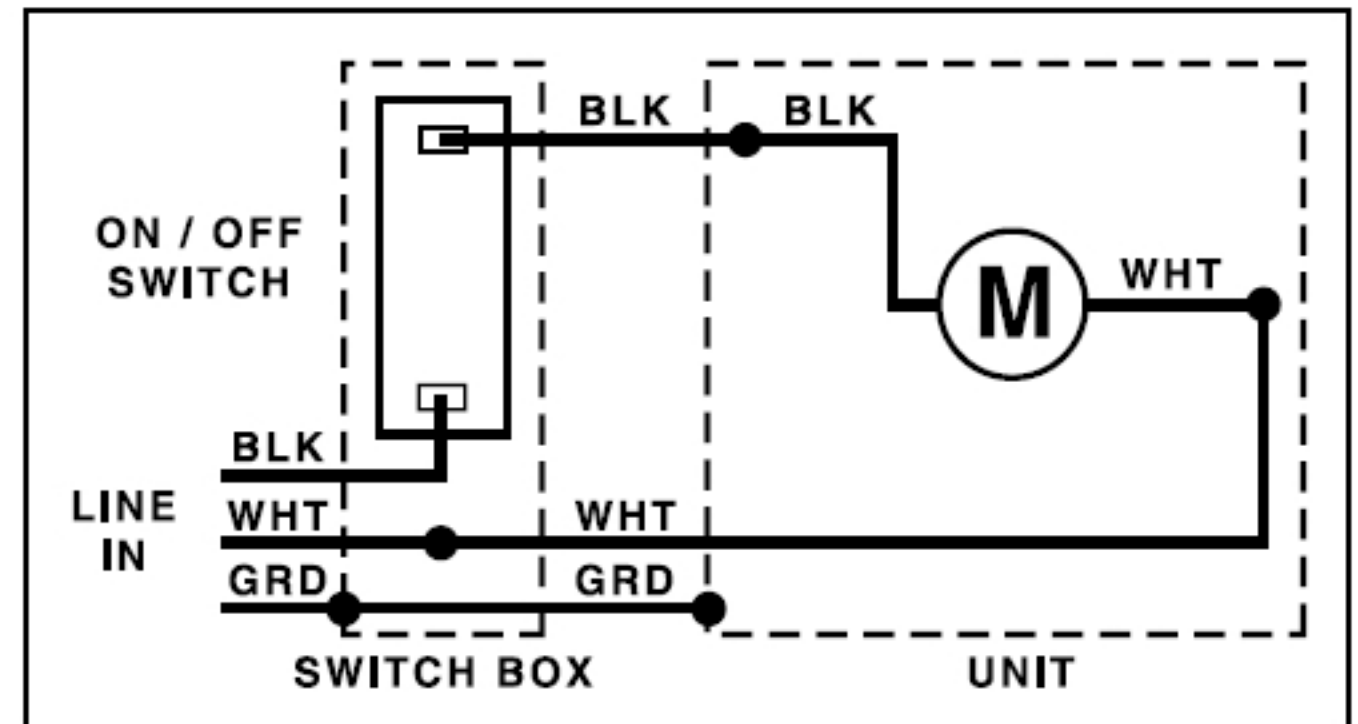 BLK BLK
ON / OFF
SWITCH
M
WHT
BLK
LINE
IN
WHT WHT
GRD GRD
SWITCH BOX
UNIT